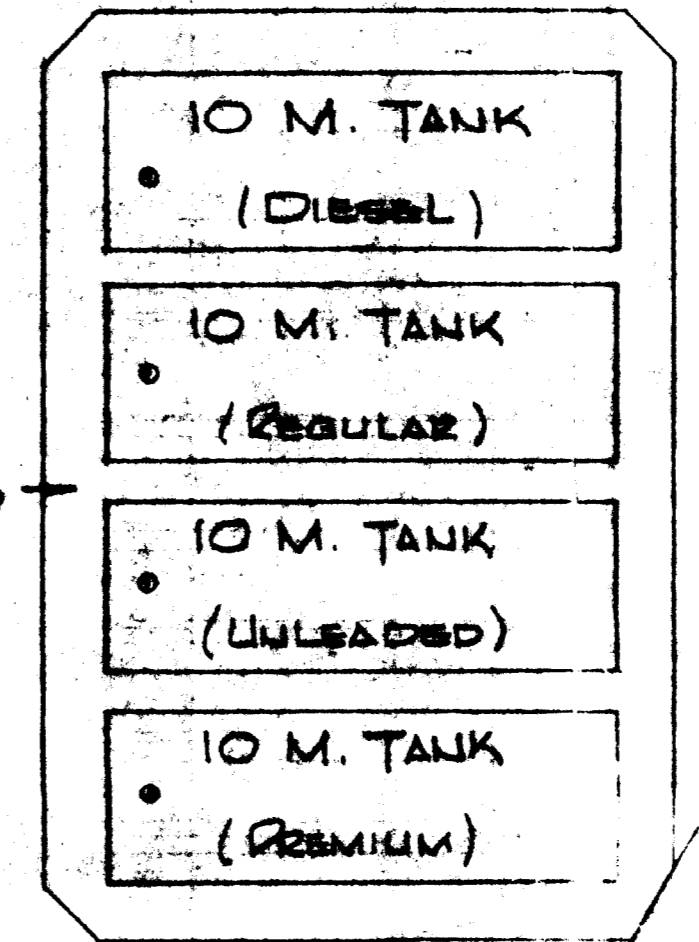 10 M. TANK
(DIESEL)
10 M. TANK
(REGULAR)
10 M. TANK
(UNLEADED)
10 M. TANK
(PREMIUM)